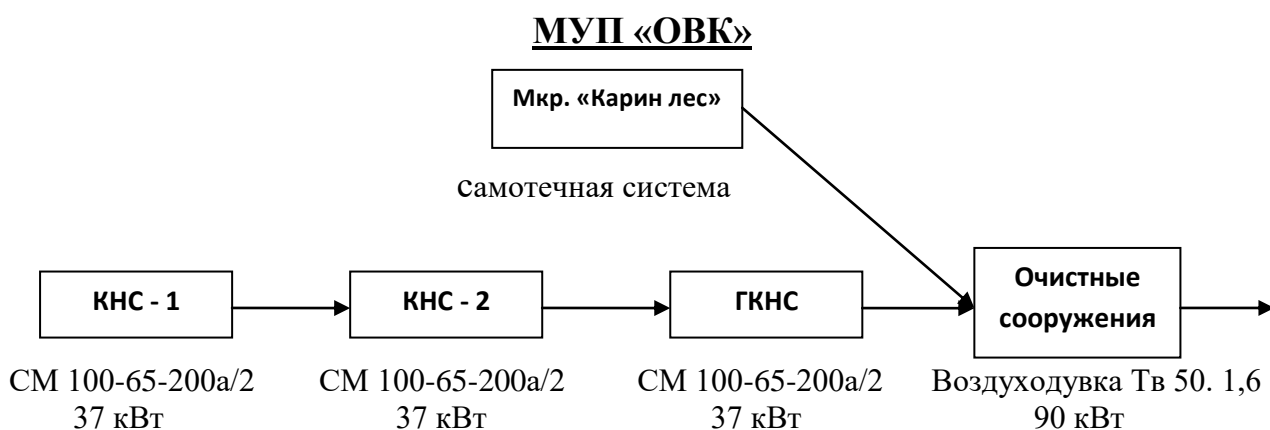 МУП «ОВК»
Мкр. «Карин лес»
самотечная система
КНС - 1
КНС - 2
ГКНС
Очистные
сооружения
СМ 100-65-200а/2
37 кВт
СМ 100-65-200а/2
37 кВт
СМ 100-65-200а/2
37 кВт
Воздуходувка Тв 50. 1,6
90 кВт